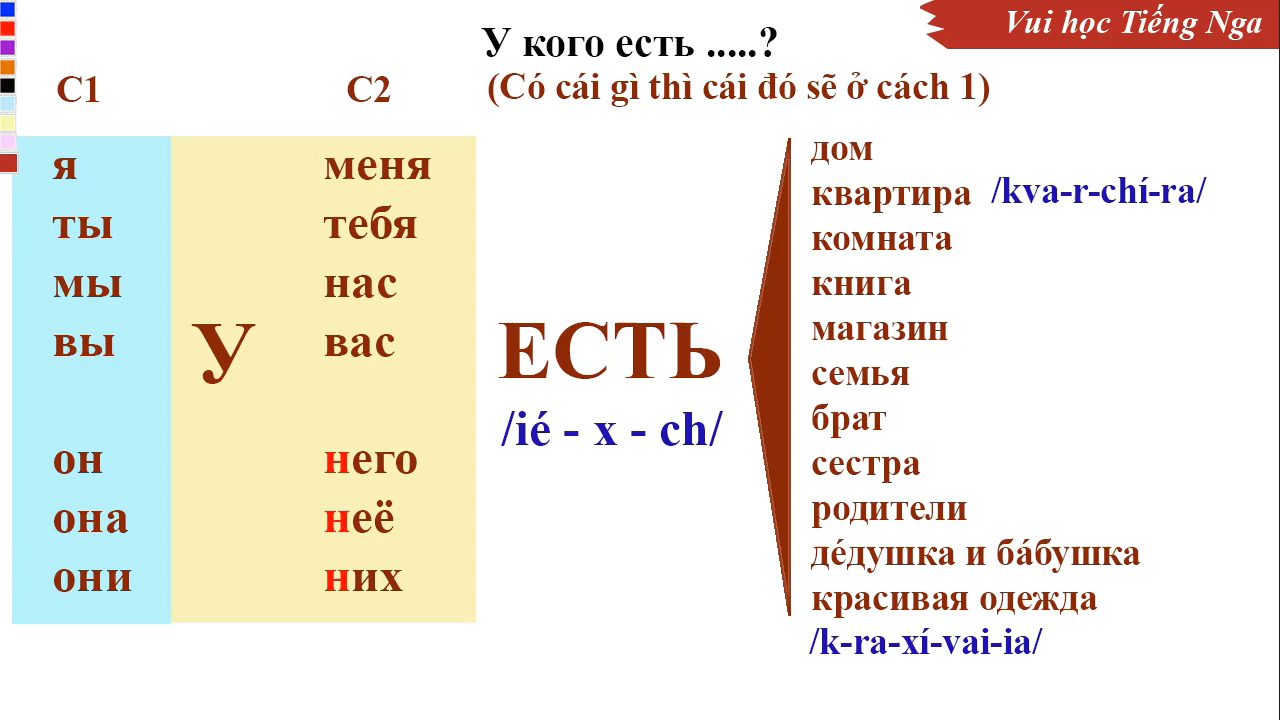 Vui học Tiếng Nga
У кого есть .....?
(Có cái gì thì cái đó sẽ ở cách 1)
C1
C2
я
ты
мы
вы
он
она
они
У
меня
тебя
нас
вас
него
неё
них
ЕСТЬ
/ié - x - ch/
дом
квартира /kva-r-chí-ra/
комната
книга
магазин
семья
брат
сестра
родители
дéдушка и бáбушка
красивая одежда
/k-ra-xí-vai-ia/